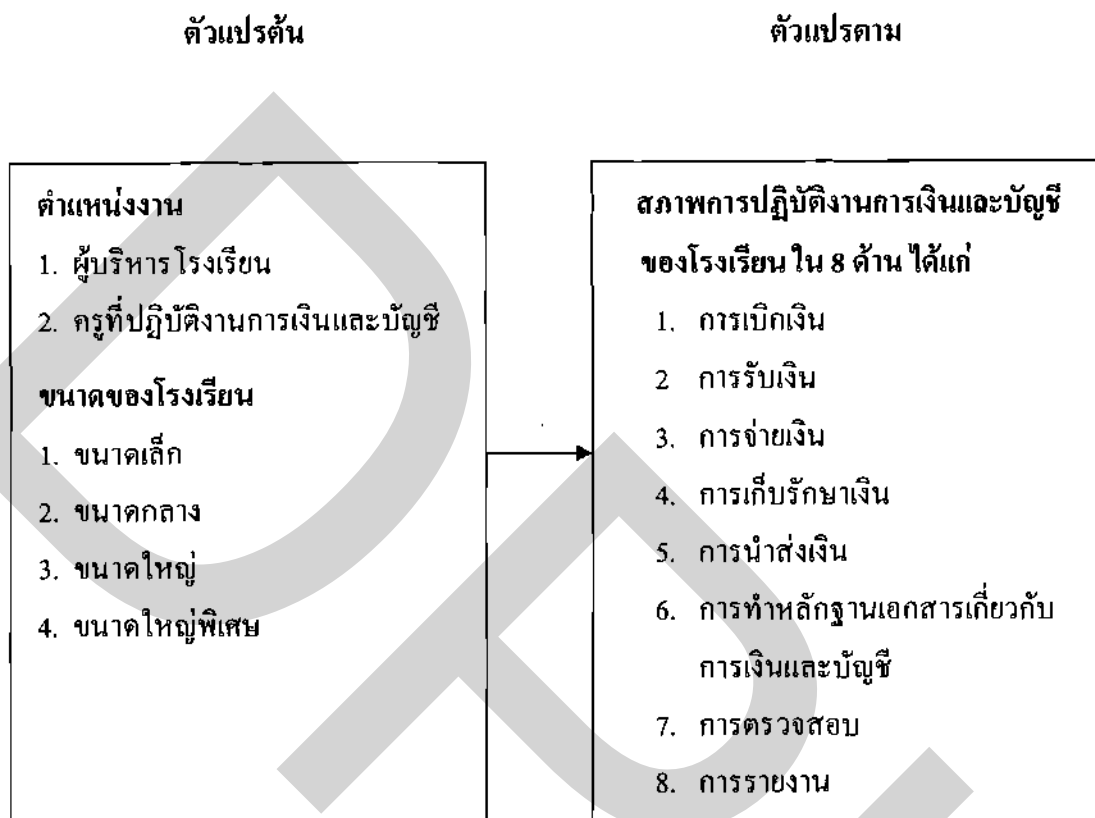 ตัวแปรต้น
ตัวแปรตาม
ตำแหน่งงาน
1. ผู้บริหารโรงเรียน
2. ครูที่ปฏิบัติงานการเงินและบัญชี
ขนาดของโรงเรียน
1. ขนาดเล็ก
2. ขนาดกลาง
3. ขนาดใหญ่
4. ขนาดใหญ่พิเศษ
สภาพการปฏิบัติงานการเงินและบัญชี
ของโรงเรียน ใน 8 ด้าน ได้แก่
1. การเบิกเงิน
2 การรับเงิน
3. การจ่ายเงิน
4. การเก็บรักษาเงิน
5. การนำส่งเงิน
6. การทำหลักฐานเอกสารเกี่ยวกับ
การเงินและบัญชี
7. การตรวจสอบ
8. การรายงาน